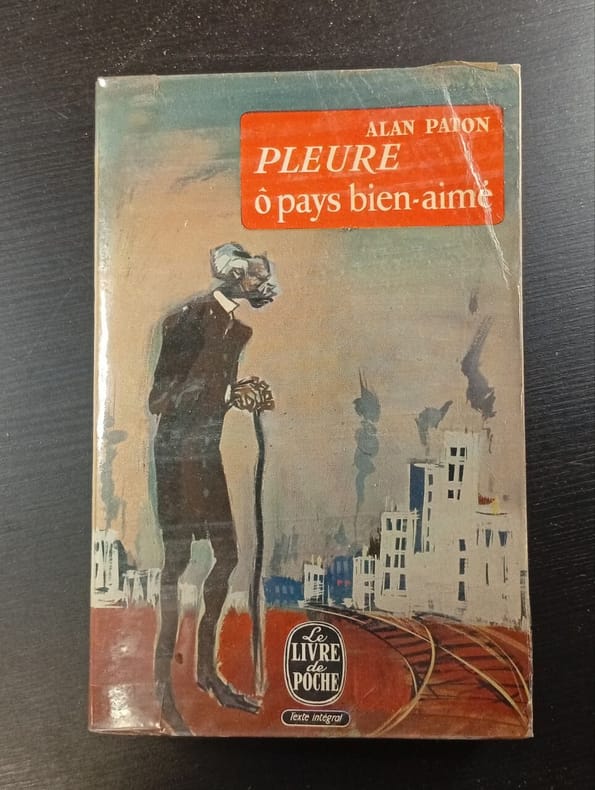 ALAN PATON
PLEURE
ô pays bien-aimé
Le
LIVRE
de
POCHE
Texte intégral